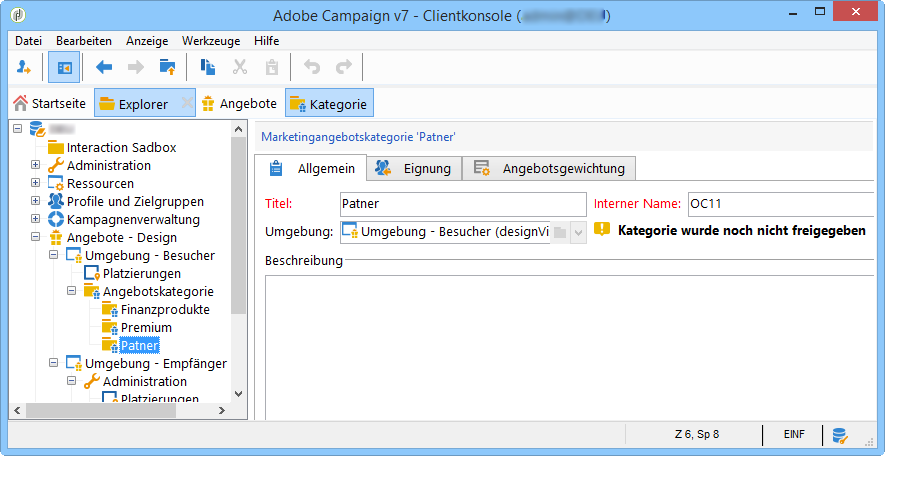 Adobe Campaign v7 - Clientkonsole ( )
Datei Bearbeiten Anzeige Werkzeuge Hilfe
Startseite Explorer Angebote Kategorie
Interaction Sadbox
Administration
Ressourcen
Profile und Zielgruppen
Kampagnenverwaltung
Angebote - Design
Umgebung - Besucher
Platzierungen
Angebotskategorie
Finanzprodukte
Premium
Patner
Umgebung - Empfänger
Administration
Platzierungen
Marketingangebotskategorie 'Patner'
Allgemein Eignung Angebotsgewichtung
Titel: Patner Interner Name: OC11
Umgebung: Umgebung - Besucher (designVi Kategorie wurde noch nicht freigegeben
Beschreibung
Z 6, Sp 8 EINF